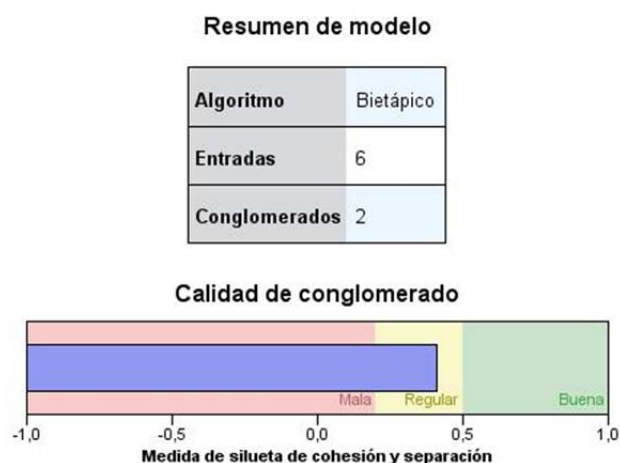 Resumen de modelo
Algoritmo Bietápico
Entradas 6
Conglomerados 2
Calidad de conglomerado
Mala Regular Buena
-1,0 -0,5 0,0 0,5 1,0
Medida de silueta de cohesión y separación